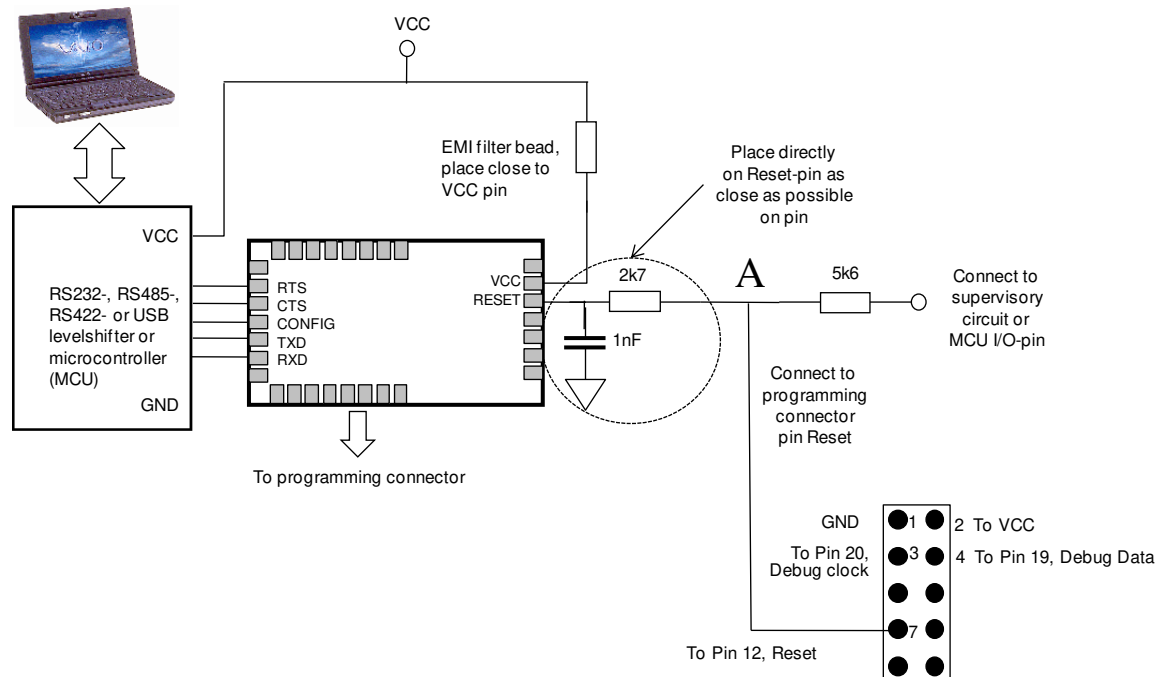 VCC
VAIO
EMI filter bead,
place close to
VCC pin
Place directly
on Reset-pin as
close as possible
on pin
VCC
RS232-, RS485-,
RS422- or USB
levelshifter or
microcontroller
(MCU)
GND
RTS
CTS
CONFIG
TXD
RXD
VCC
RESET
2k7
1nF
A
5k6
Connect to
supervisory
circuit or
MCU I/O-pin
Connect to
programming
connector
pin Reset
To programming connector
GND
1
2 To VCC
To Pin 20,
Debug clock
3
4 To Pin 19, Debug Data
7
To Pin 12, Reset